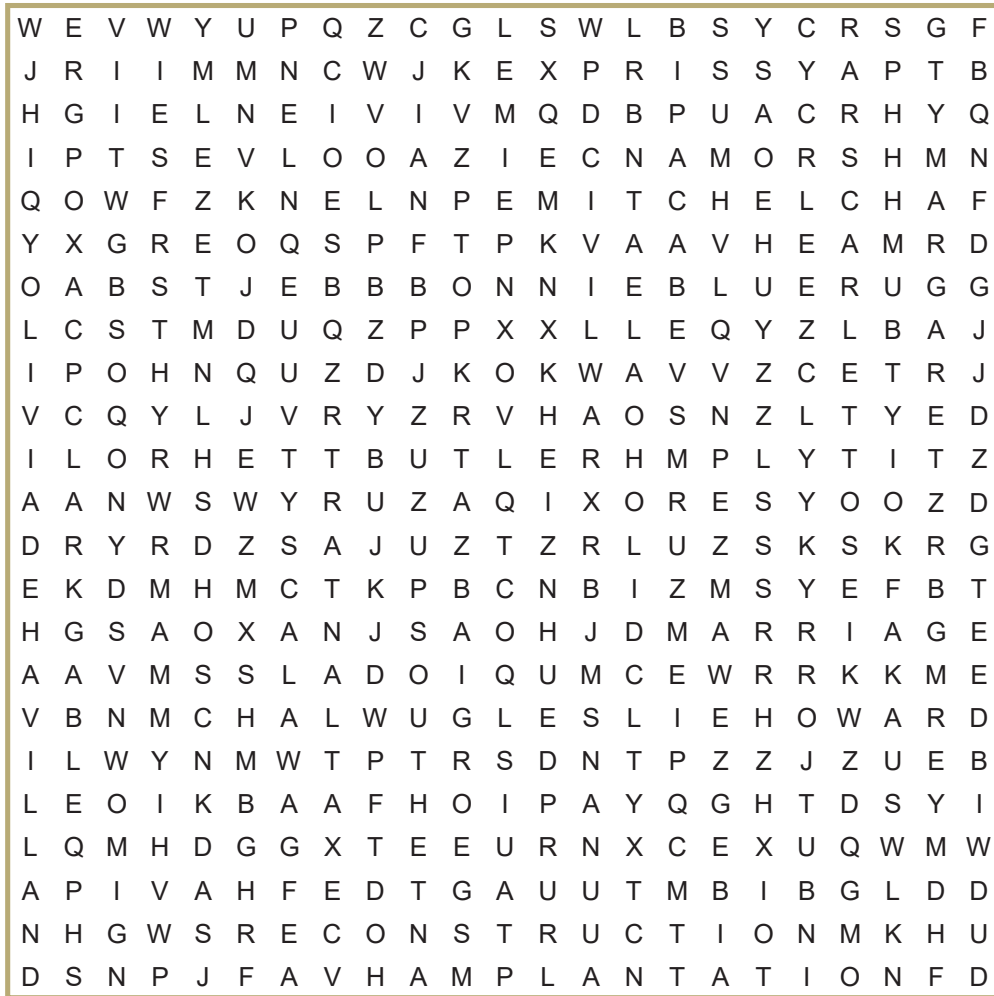 W E V W Y U P Q Z C G L S W L B S Y C R S G F
J R I I M M N C W J K E X P R I S S Y A P T B
H G I E L N E I V I V M Q D B P U A C R H Y Q
I P T S E V L O O A Z I E C N A M O R S H M N
Q O W F Z K N E L N P E M I T C H E L C H A F
Y X G R E O Q S P F T P K V A A V H E A M R D
O A B S T J E B B B O N N I E B L U E R U G G
L C S T M D U Q Z P P X X L L E Q Y Z L B A J
I P O H N Q U Z D J K O K W A V V Z C E T R J
V C Q Y L J V R Y Z R V H A O S N Z L T Y E D
I L O R H E T T B U T L E R H M P L Y T I T Z
A A N W S W Y R U Z A Q I X O R E S Y O O Z D
D R Y R D Z S A J U Z T Z R L U Z S K S K R G
E K D M H M C T K P B C N B I Z M S Y E F B T
H G S A O X A N J S A O H J D M A R R I A G E
A A V M S S L A D O I Q U M C E W R R K K M E
V B N M C H A L W U G L E S L I E H O W A R D
I L W Y N M W T P T R S D N T P Z Z J Z U E B
L E O I K B A A F H O I P A Y Q G H T D S Y I
L Q M H D G G X T E E U R N X C E X U Q W M W
A P I V A H F E D T G A U U T M B I B G L D D
N H G W S R E C O N S T R U C T I O N M K H U
D S N P J F A V H A M P L A N T A T I O N F D